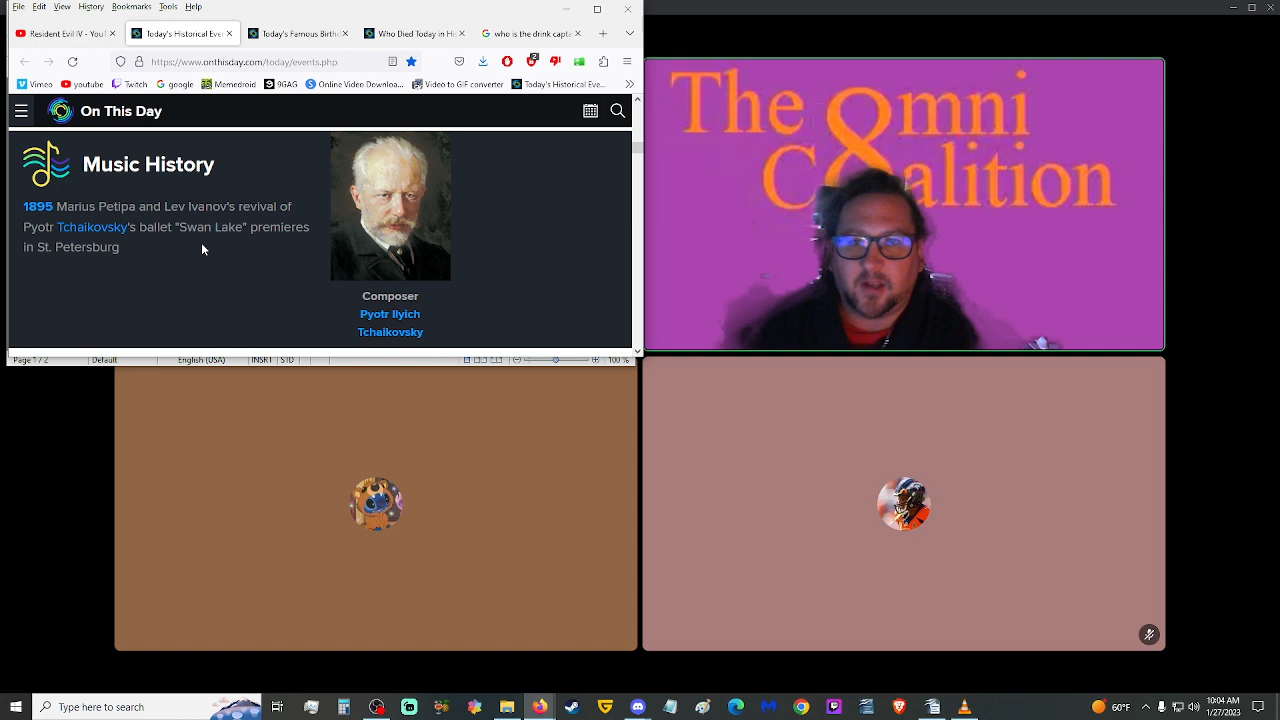 File Edit View History Bookmarks Tools Help
Resident Evil IV - YouT
Today's Historical Eve
Today's Famous Birthd
Who Died Today in His
who is the drink capta
https://www.onthisday.com/today/events.php
Vimeo youtube Twitch google Memedroid 9GAG Online Video Downloa... Video to GIF converter Today's Historical Eve...
On This Day
Music History
1895 Marius Petipa and Lev Ivanov's revival of
Pyotr Tchaikovsky's ballet "Swan Lake" premieres
in St. Petersburg
Composer
Pyotr Ilyich
Tchaikovsky
Page 1 / 2 Default English (USA) INSRT STD 100 %
The 8mni
C8alition
Type here to search
60°F
10:04 AM
1/27/2023